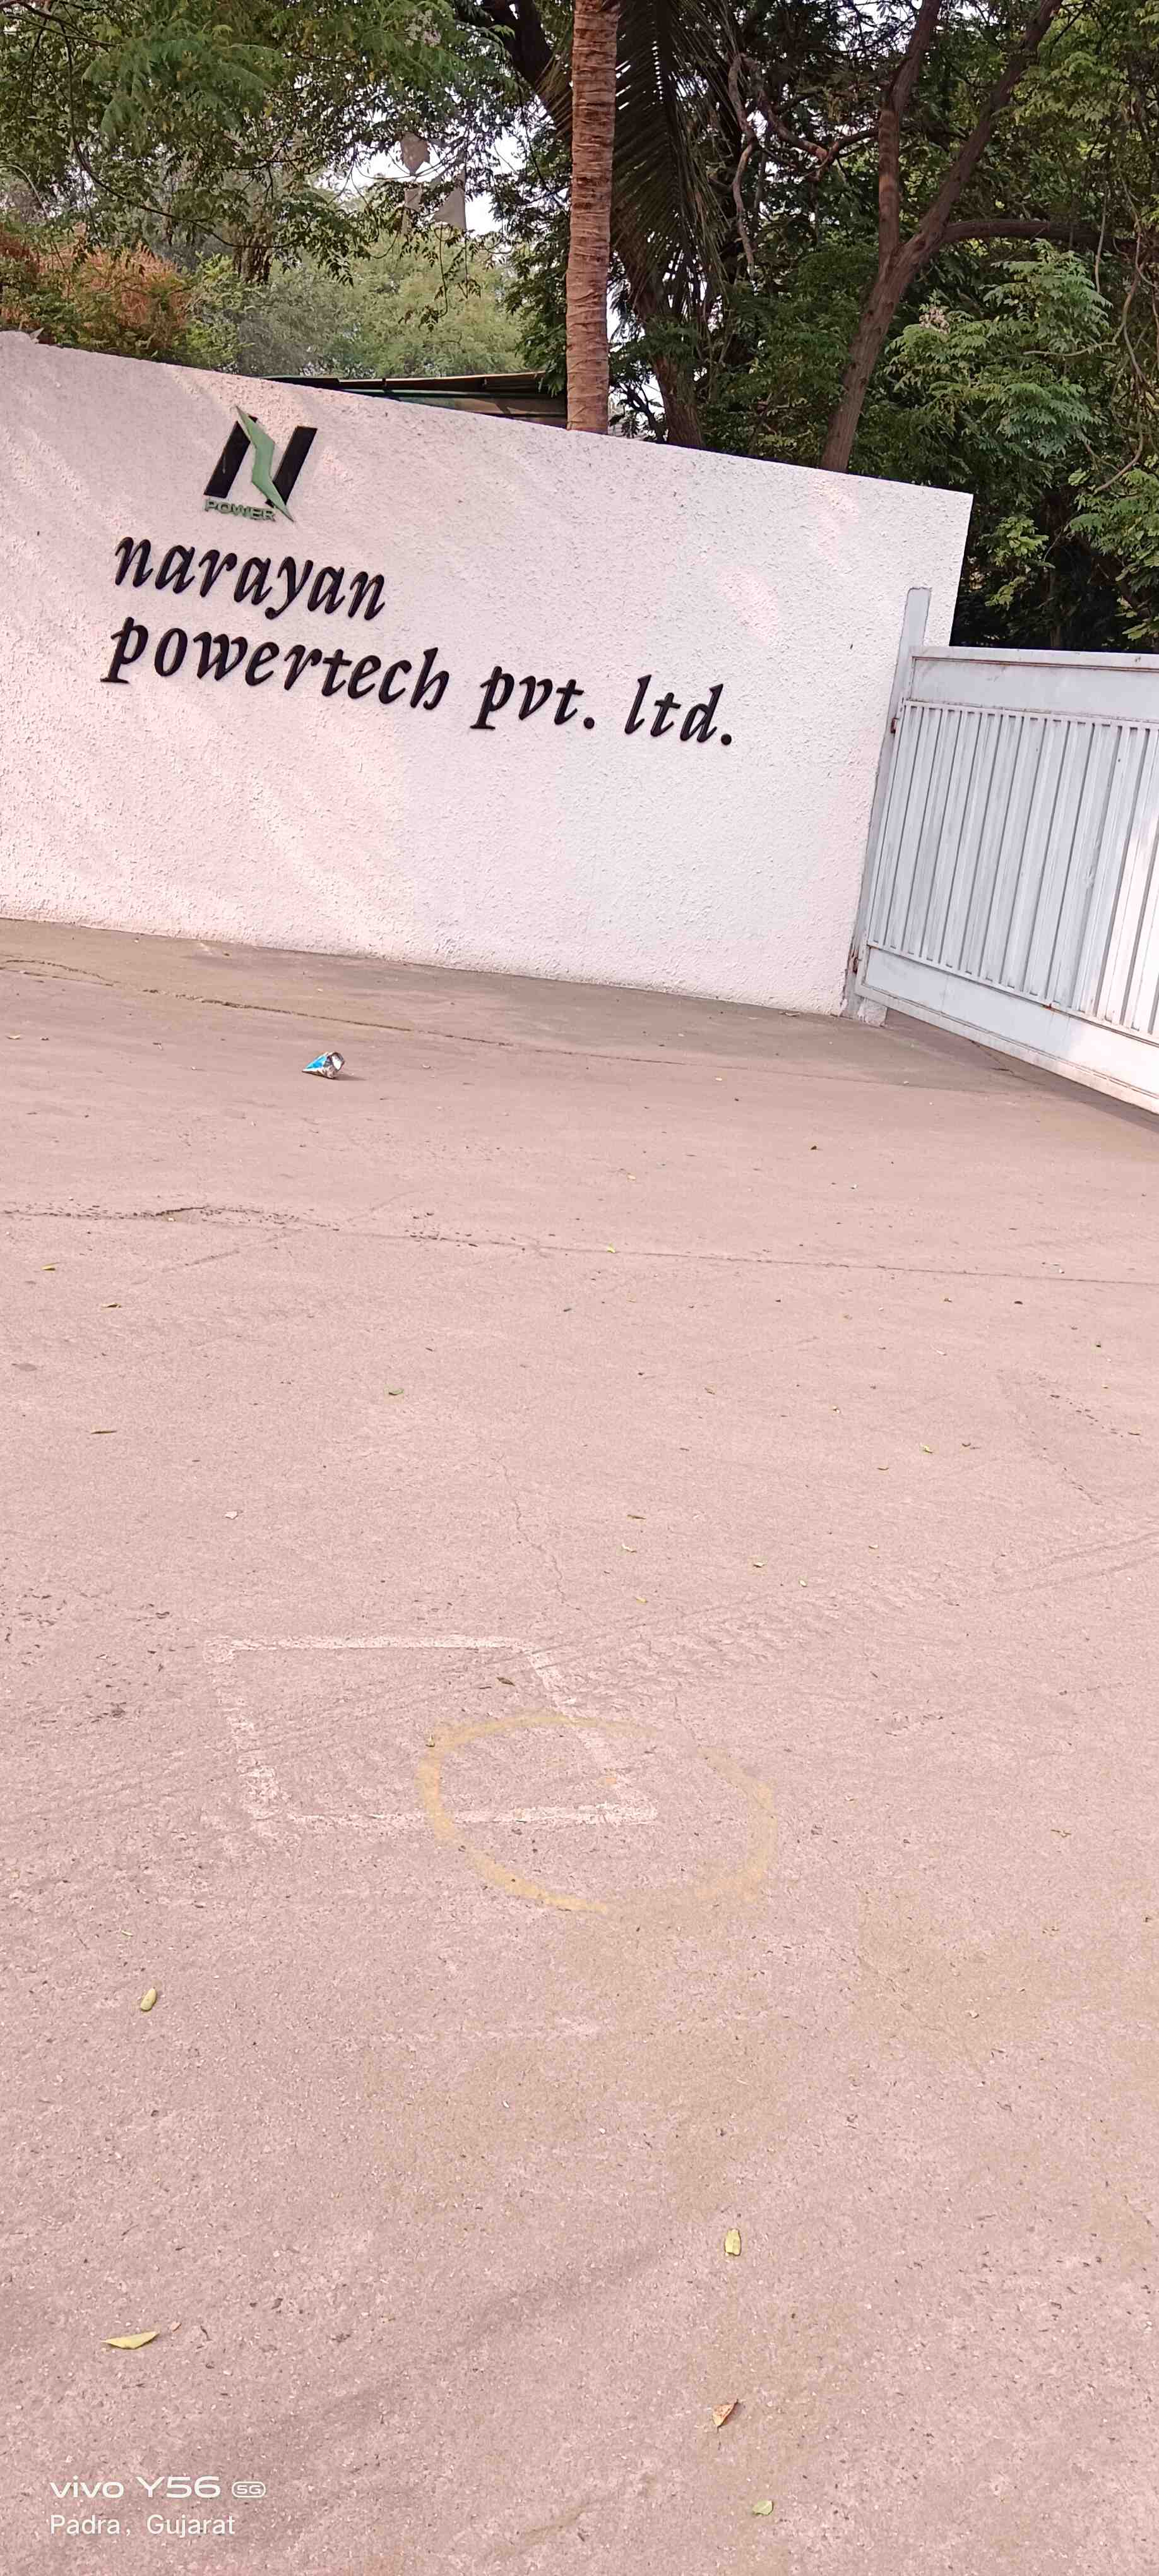 N
POWER
narayan
powertech pvt. ltd.
vivo Y56 5G
Padra, Gujarat